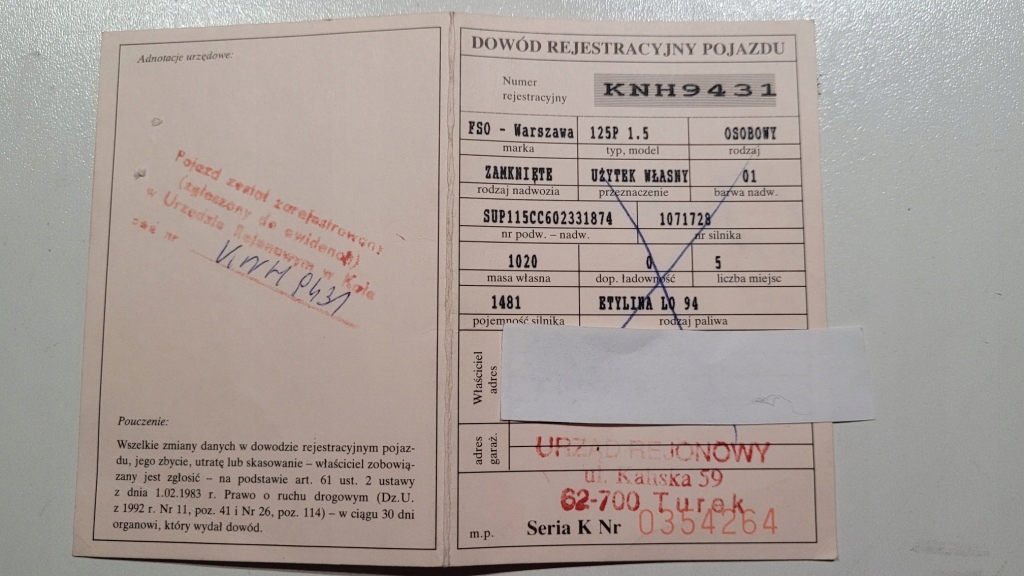 Adnotacje urzędowe:
Pojazd został zarejestrowany
(zgłoszony do ewidencji)
w Urzędzie Rejonowym w Kole
nr KNH 9431
Pouczenie:
Wszelkie zmiany danych w dowodzie rejestracyjnym pojaz-
du, jego zbycie, utratę lub skasowanie – właściciel zobowią-
zany jest zgłosić – na podstawie art. 61 ust. 2 ustawy
z dnia 1.02.1983 r. Prawo o ruchu drogowym (Dz.U.
z 1992 r. Nr 11, poz. 41 i Nr 26, poz. 114) – w ciągu 30 dni
organowi, który wydał dowód.
DOWÓD REJESTRACYJNY POJAZDU
Numer
rejestracyjny
KNH9431
FSO - Warszawa 125P 1.5 OSOBOWY
marka typ, model rodzaj
ZAMKNIĘTE UŻYTEK WŁASNY 01
rodzaj nadwozia przeznaczenie barwa nadw.
SUP115CC602331874 1071728
nr podw. – nadw. nr silnika
1020 0 5
masa własna dop. ładowność liczba miejsc
1481 ETYLINA LO 94
pojemność silnika rodzaj paliwa
Właściciel
adres
adres
garaż.
URZĄD REJONOWY
ul. Kaliska 59
62-700 Turek
m.p. Seria K Nr 0354264